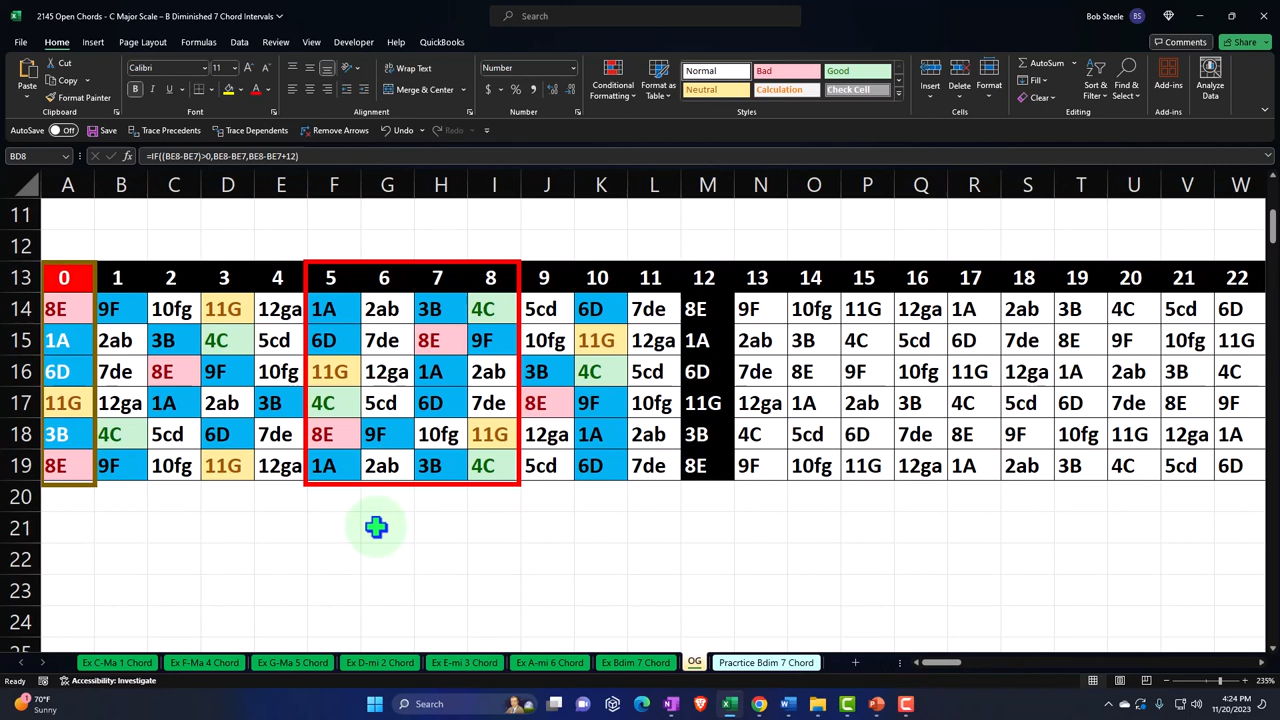 2145 Open Chords - C Major Scale – B Diminished 7 Chord Intervals
Search
Bob Steele
BS
File Home Insert Page Layout Formulas Data Review View Developer Help QuickBooks
Comments
Share
Paste
Cut
Copy
Format Painter
Clipboard
Calibri
11
Font
Wrap Text
Merge & Center
Alignment
Number
Number
Conditional Formatting
Format as Table
Normal Bad Good
Neutral Calculation Check Cell
Styles
Insert Delete Format
Cells
AutoSum
Fill
Clear
Sort & Filter
Find & Select
Editing
Add-ins
Add-ins
Analyze Data
AutoSave Off Save Trace Precedents Trace Dependents Remove Arrows Undo Redo
BD8 fx =IF((BE8-BE7)>0,BE8-BE7,BE8-BE7+12)
A B C D E F G H I J K L M N O P Q R S T U V W
11
12
13 0 1 2 3 4 5 6 7 8 9 10 11 12 13 14 15 16 17 18 19 20 21 22
14 8E 9F 10fg 11G 12ga 1A 2ab 3B 4C 5cd 6D 7de 8E 9F 10fg 11G 12ga 1A 2ab 3B 4C 5cd 6D
15 1A 2ab 3B 4C 5cd 6D 7de 8E 9F 10fg 11G 12ga 1A 2ab 3B 4C 5cd 6D 7de 8E 9F 10fg 11G
16 6D 7de 8E 9F 10fg 11G 12ga 1A 2ab 3B 4C 5cd 6D 7de 8E 9F 10fg 11G 12ga 1A 2ab 3B 4C
17 11G 12ga 1A 2ab 3B 4C 5cd 6D 7de 8E 9F 10fg 11G 12ga 1A 2ab 3B 4C 5cd 6D 7de 8E 9F
18 3B 4C 5cd 6D 7de 8E 9F 10fg 11G 12ga 1A 2ab 3B 4C 5cd 6D 7de 8E 9F 10fg 11G 12ga 1A
19 8E 9F 10fg 11G 12ga 1A 2ab 3B 4C 5cd 6D 7de 8E 9F 10fg 11G 12ga 1A 2ab 3B 4C 5cd 6D
20
21
22
23
24
Ex C-Ma 1 Chord Ex F-Ma 4 Chord Ex G-Ma 5 Chord Ex D-mi 2 Chord Ex E-mi 3 Chord Ex A-mi 6 Chord Ex Bdim 7 Chord OG Pracrtice Bdim 7 Chord
Ready Accessibility: Investigate 235%
70°F
Sunny
Search
4:24 PM
11/20/2023